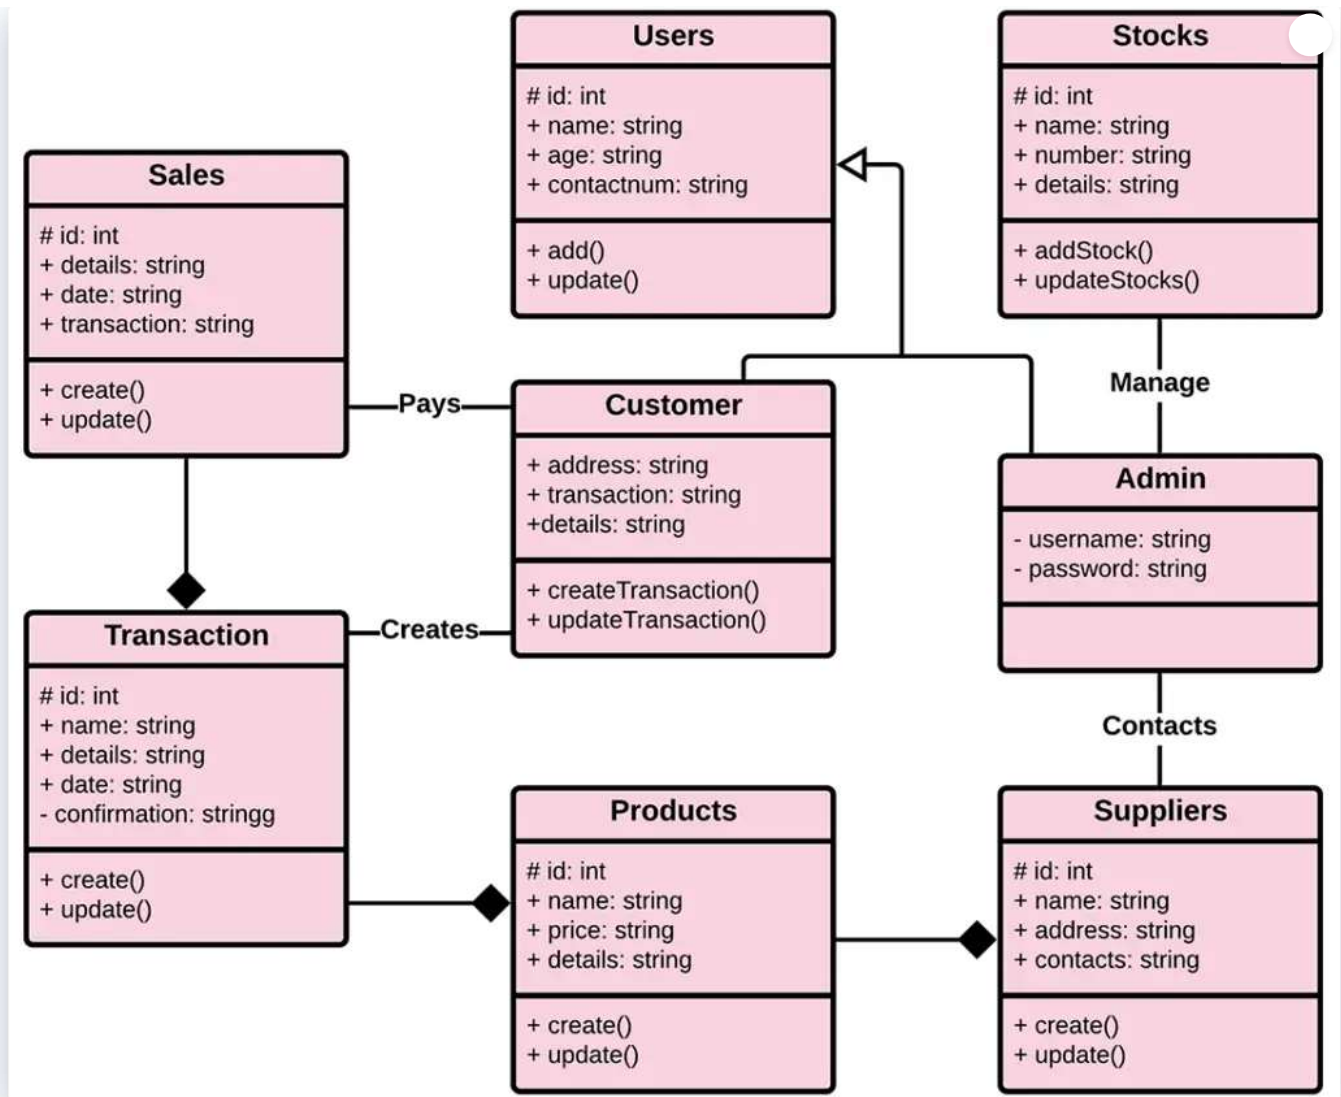 Users
# id: int
+ name: string
+ age: string
+ contactnum: string
+ add()
+ update()
Stocks
# id: int
+ name: string
+ number: string
+ details: string
+ addStock()
+ updateStocks()
Sales
# id: int
+ details: string
+ date: string
+ transaction: string
+ create()
+ update()
Pays
Customer
+ address: string
+ transaction: string
+details: string
+ createTransaction()
+ updateTransaction()
Manage
Admin
- username: string
- password: string
Creates
Transaction
# id: int
+ name: string
+ details: string
+ date: string
- confirmation: stringg
+ create()
+ update()
Contacts
Products
# id: int
+ name: string
+ price: string
+ details: string
+ create()
+ update()
Suppliers
# id: int
+ name: string
+ address: string
+ contacts: string
+ create()
+ update()